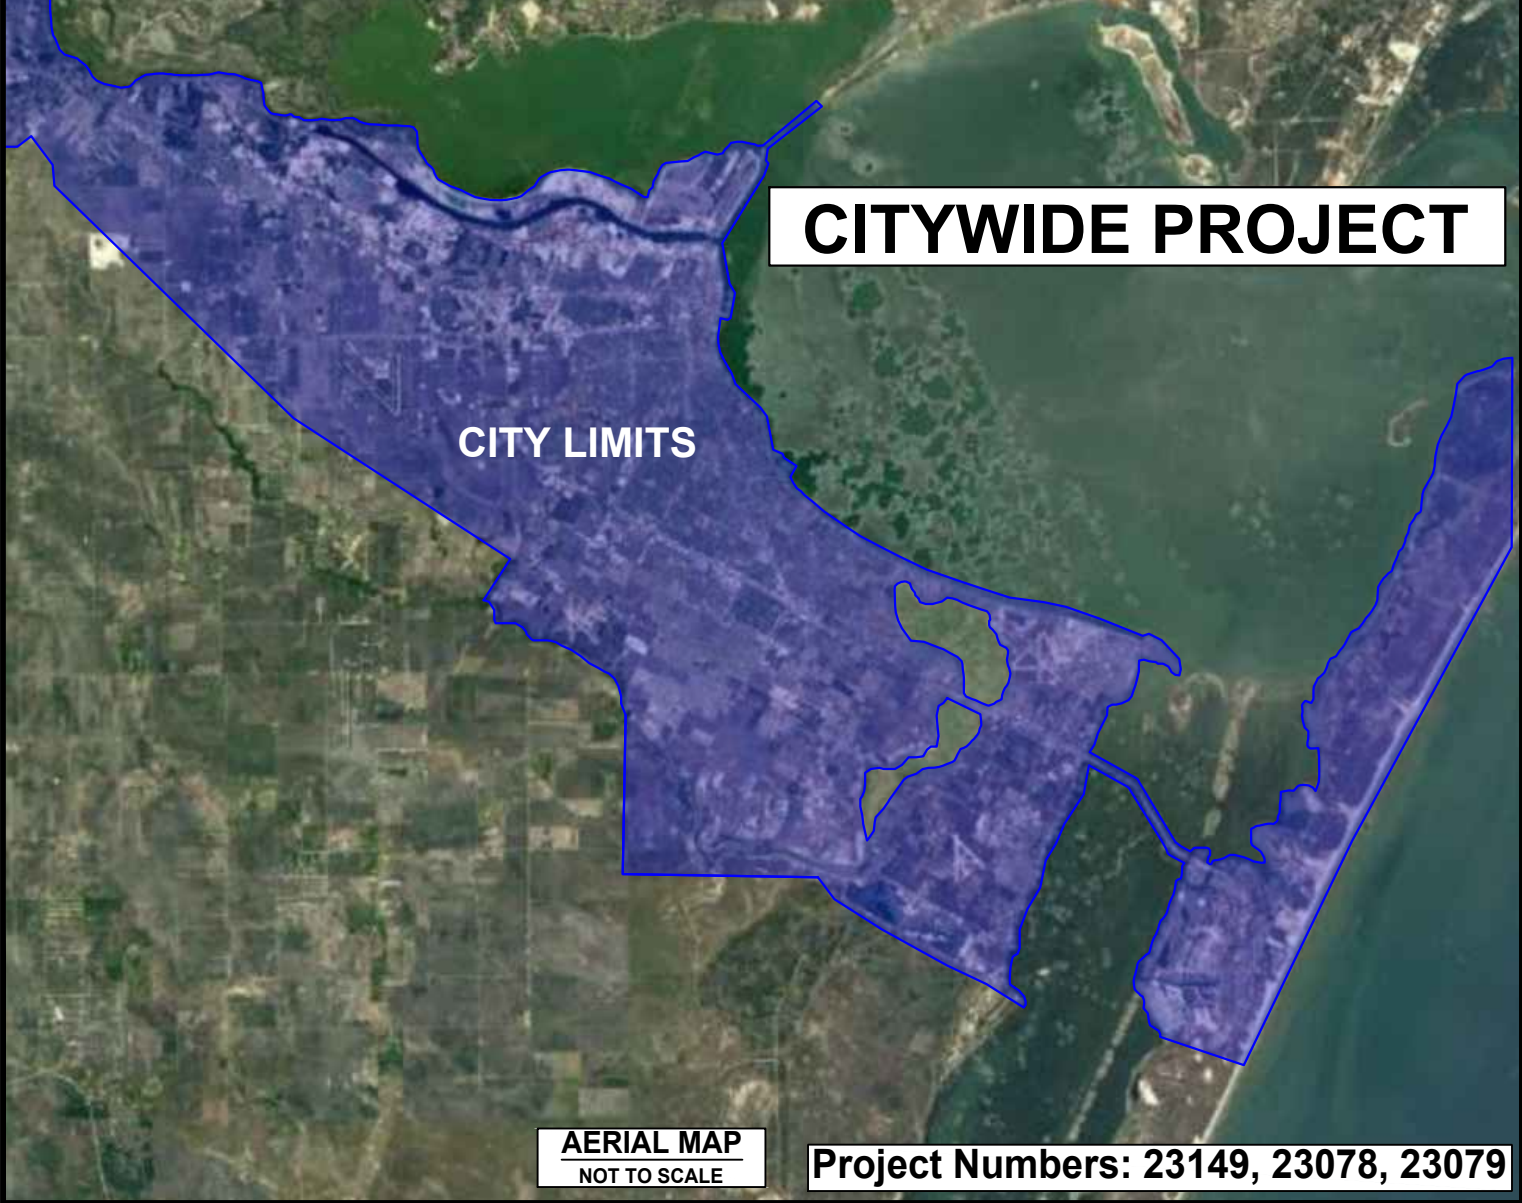 CITYWIDE PROJECT
CITY LIMITS
AERIAL MAP
NOT TO SCALE
Project Numbers: 23149, 23078, 23079